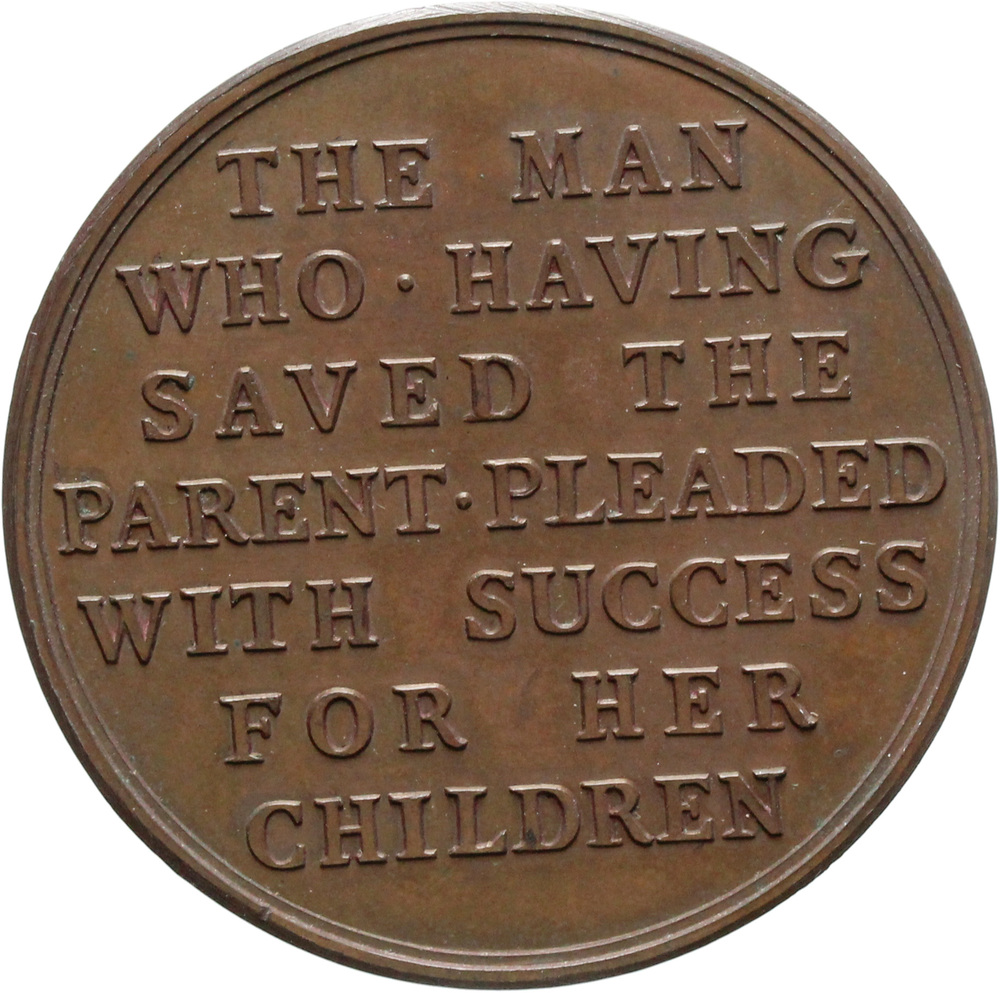 THE MAN
WHO · HAVING
SAVED THE
PARENT · PLEADED
WITH SUCCESS
FOR HER
CHILDREN